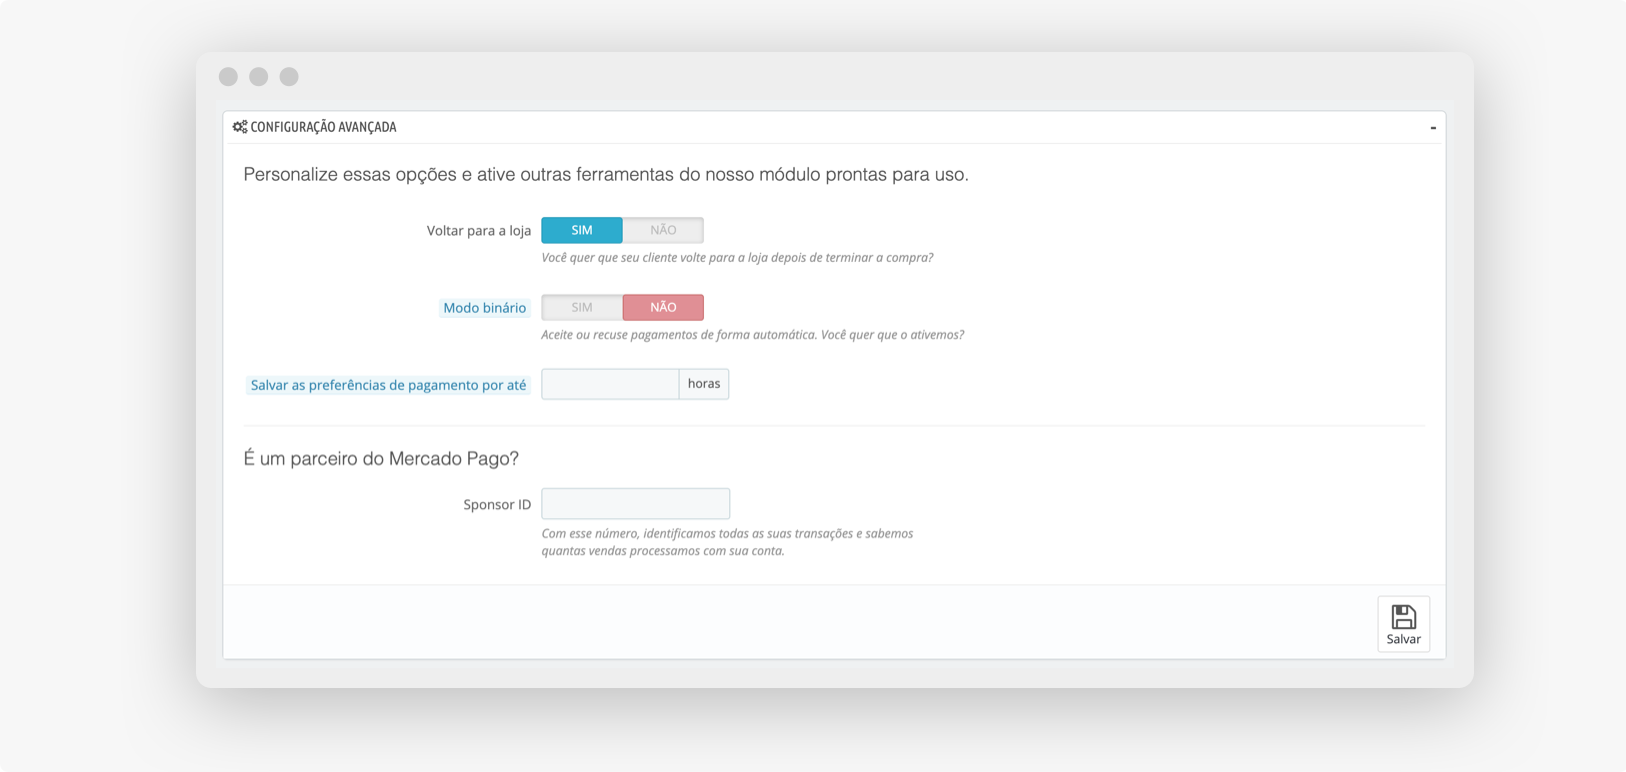 CONFIGURAÇÃO AVANÇADA -
Personalize essas opções e ative outras ferramentas do nosso módulo prontas para uso.
Voltar para a loja SIM NÃO
Você quer que seu cliente volte para a loja depois de terminar a compra?
Modo binário SIM NÃO
Aceite ou recuse pagamentos de forma automática. Você quer que o ativemos?
Salvar as preferências de pagamento por até horas
É um parceiro do Mercado Pago?
Sponsor ID
Com esse número, identificamos todas as suas transações e sabemos
quantas vendas processamos com sua conta.
Salvar